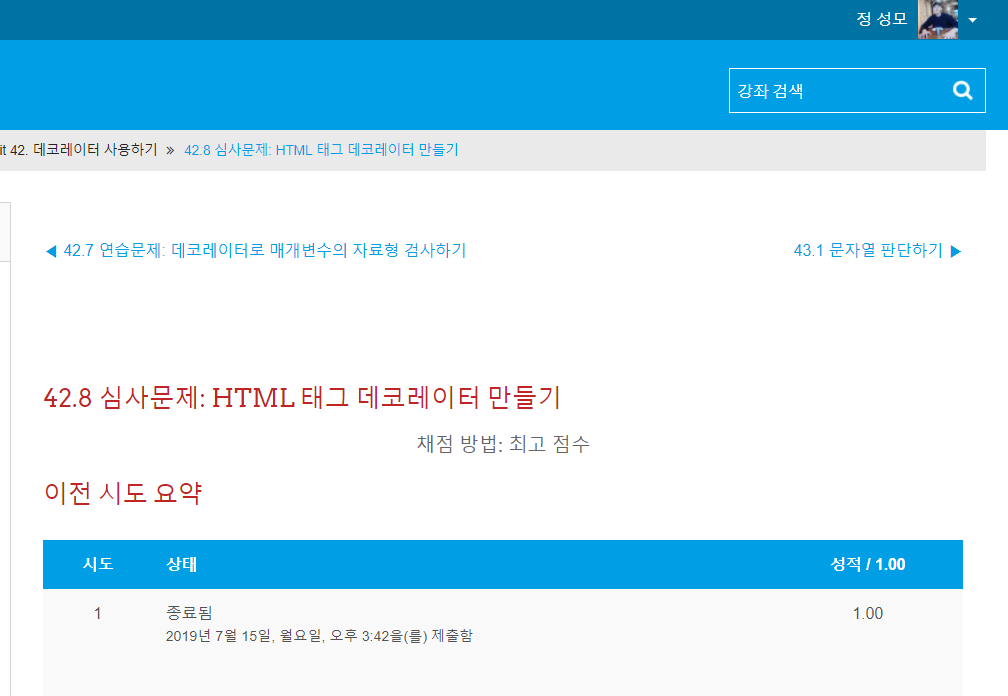 정 성모
강좌 검색
it 42. 데코레이터 사용하기 » 42.8 심사문제: HTML 태그 데코레이터 만들기
◀ 42.7 연습문제: 데코레이터로 매개변수의 자료형 검사하기
43.1 문자열 판단하기 ▶
42.8 심사문제: HTML 태그 데코레이터 만들기
채점 방법: 최고 점수
이전 시도 요약
시도 상태 성적 / 1.00
1 종료됨 1.00
2019년 7월 15일, 월요일, 오후 3:42을(를) 제출함